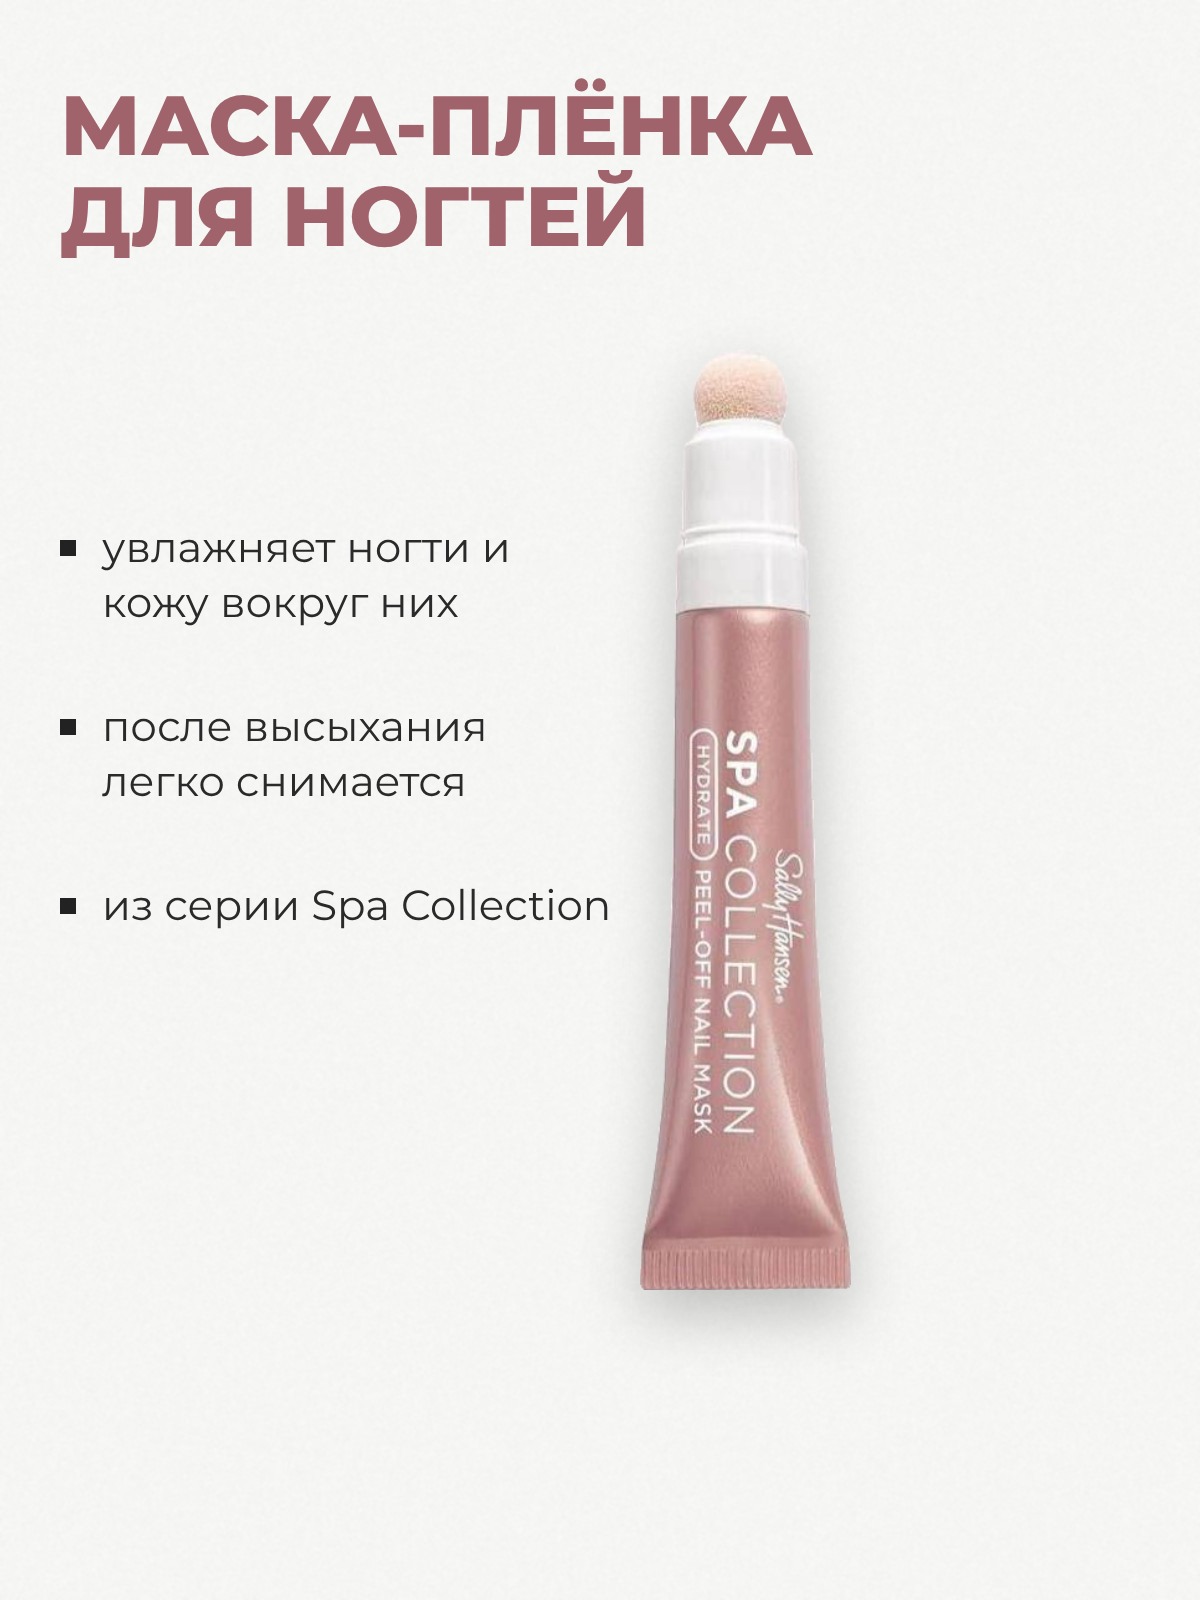 МАСКА-ПЛЁНКА
ДЛЯ НОГТЕЙ
увлажняет ногти и
кожу вокруг них
после высыхания
легко снимается
из серии Spa Collection
Sally Hansen®
SPA COLLECTION
HYDRATE PEEL-OFF NAIL MASK